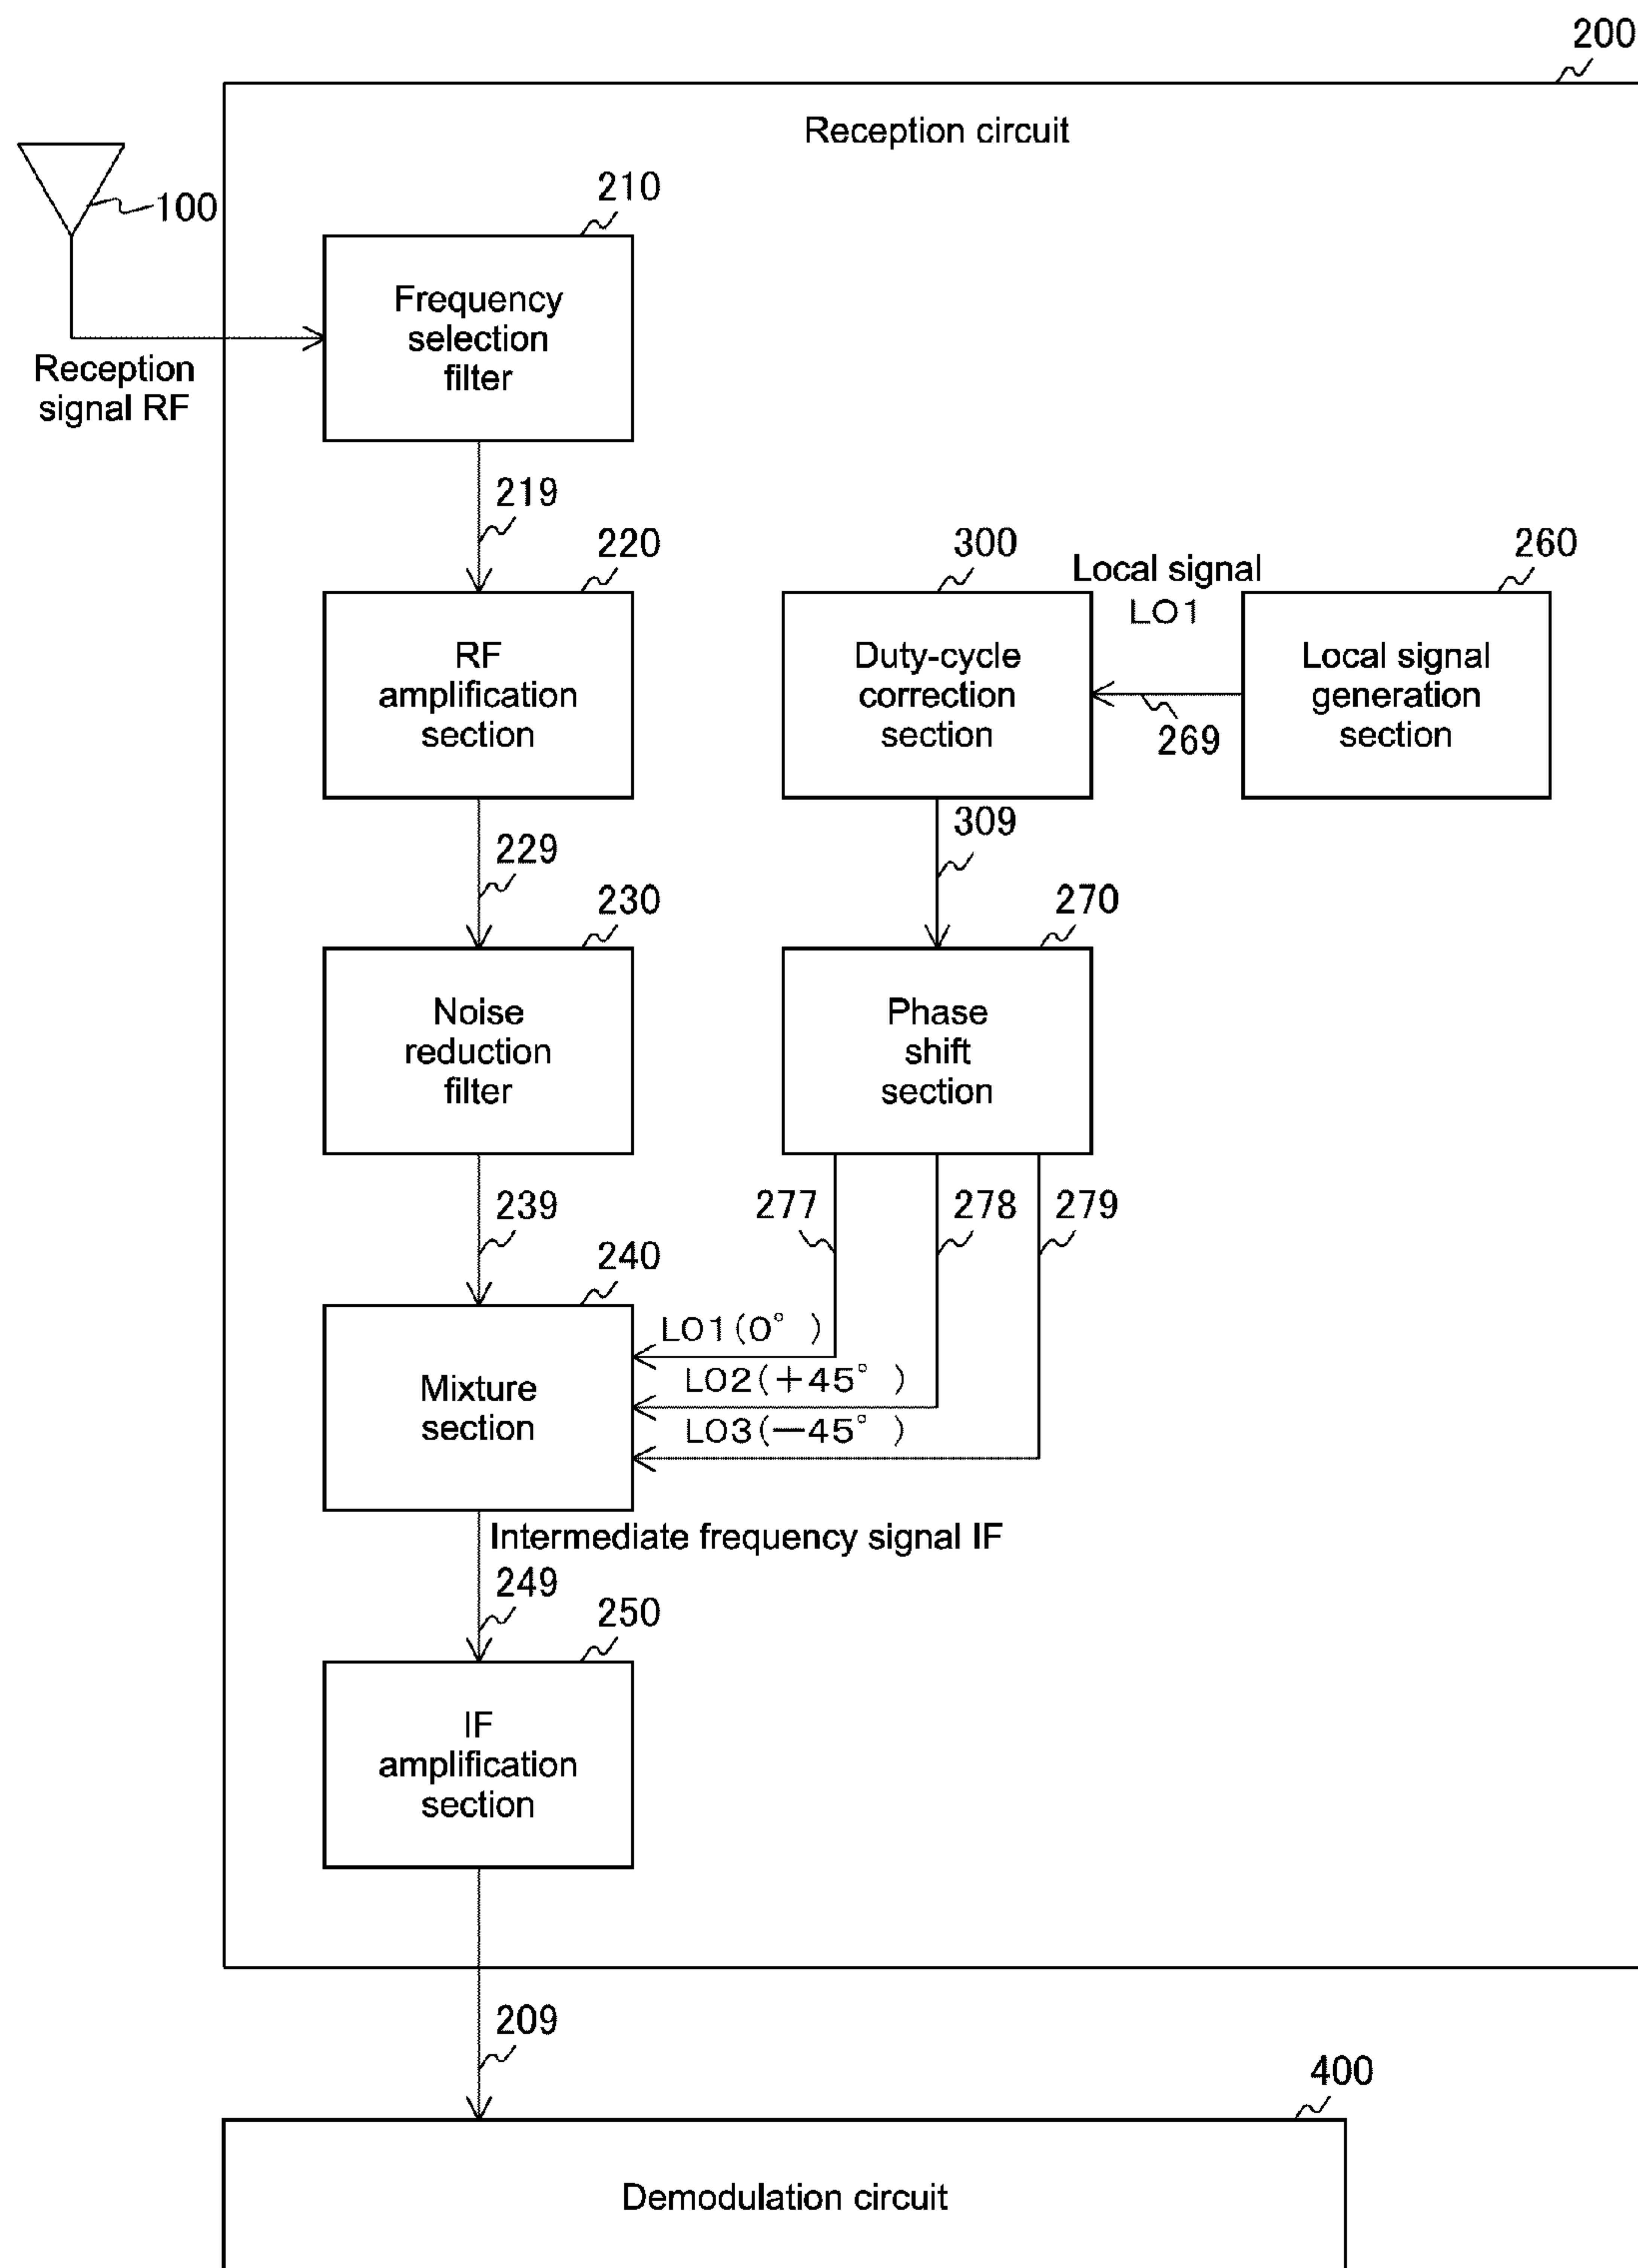 200
Reception circuit
100
210
Frequency
selection
filter
Reception
signal RF
219
220
RF
amplification
section
300
Duty-cycle
correction
section
Local signal
LO1
269
260
Local signal
generation
section
229
309
230
Noise
reduction
filter
270
Phase
shift
section
239
277
278
279
240
Mixture
section
LO1(0°)
LO2(+45°)
LO3(−45°)
Intermediate frequency signal IF
249
250
IF
amplification
section
209
400
Demodulation circuit